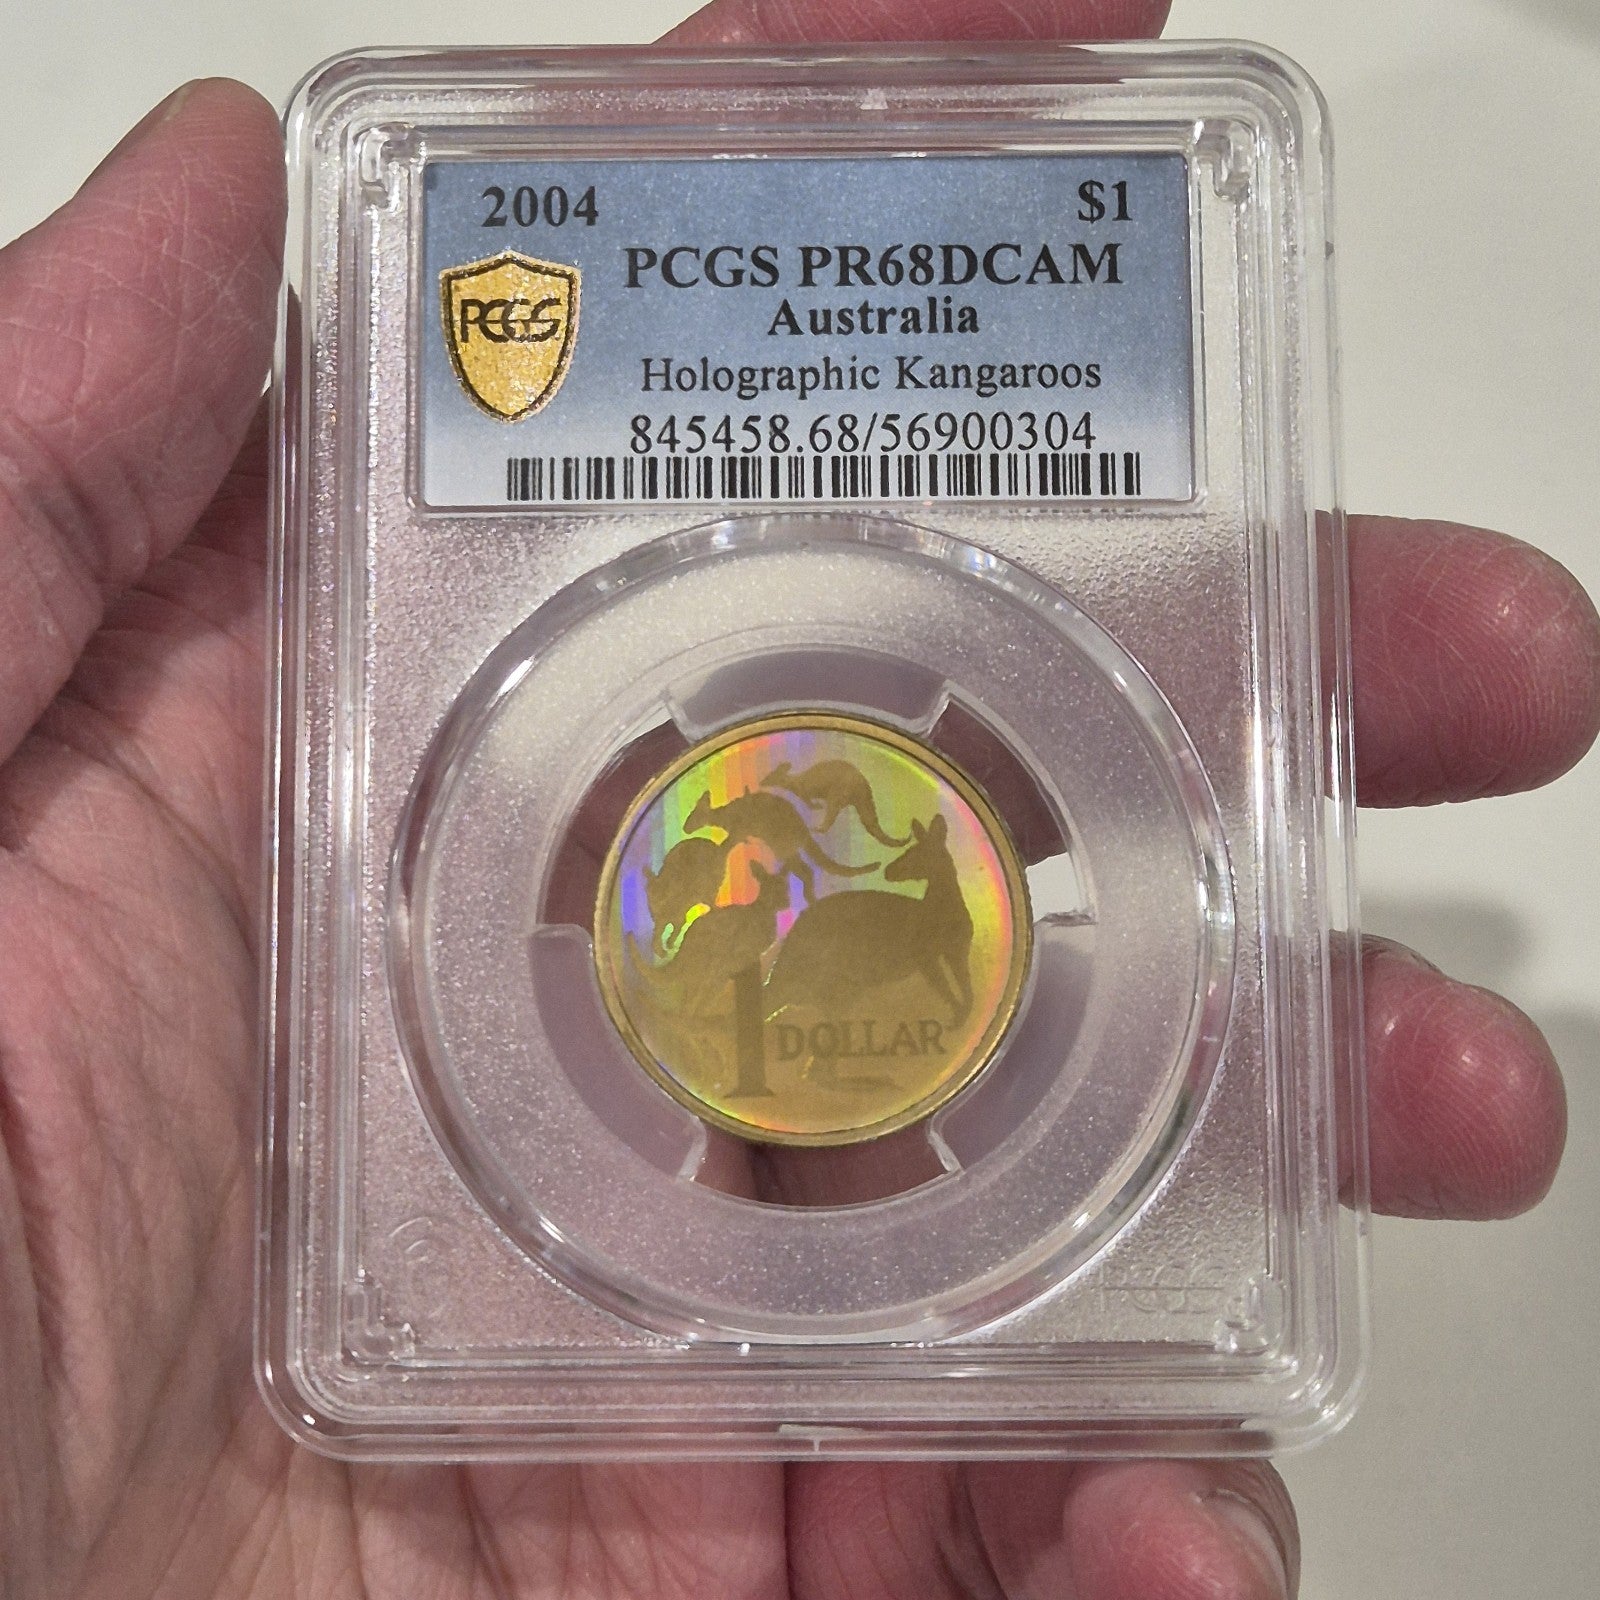 2004 $1
PCGS PR68DCAM
PCGS
Australia
Holographic Kangaroos
845458.68/56900304
1 DOLLAR